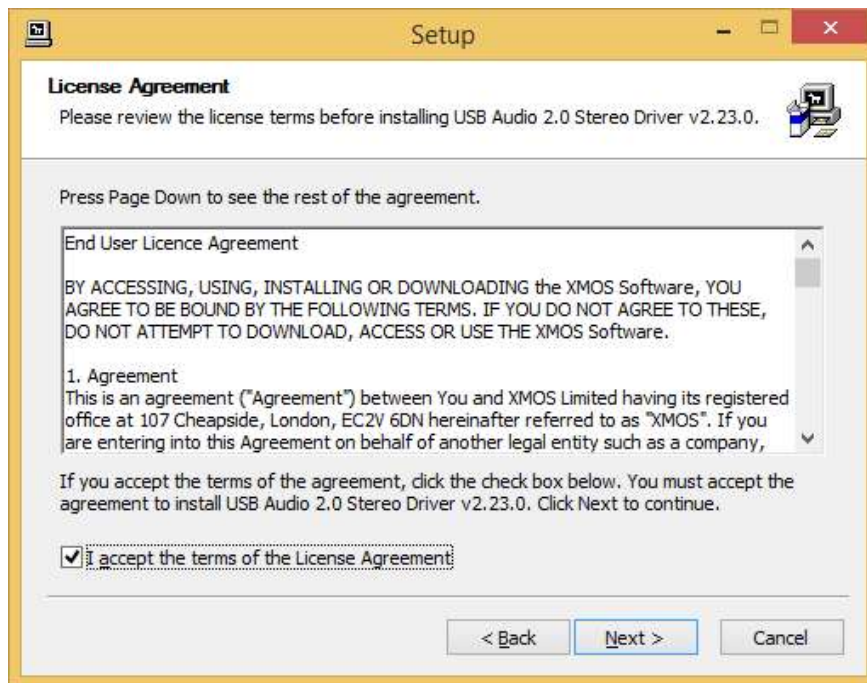 Setup
License Agreement
Please review the license terms before installing USB Audio 2.0 Stereo Driver v2.23.0.
Press Page Down to see the rest of the agreement.
End User Licence Agreement
BY ACCESSING, USING, INSTALLING OR DOWNLOADING the XMOS Software, YOU
AGREE TO BE BOUND BY THE FOLLOWING TERMS. IF YOU DO NOT AGREE TO THESE,
DO NOT ATTEMPT TO DOWNLOAD, ACCESS OR USE THE XMOS Software.
1. Agreement
This is an agreement ("Agreement") between You and XMOS Limited having its registered
office at 107 Cheapside, London, EC2V 6DN hereinafter referred to as "XMOS". If you
are entering into this Agreement on behalf of another legal entity such as a company,
If you accept the terms of the agreement, click the check box below. You must accept the
agreement to install USB Audio 2.0 Stereo Driver v2.23.0. Click Next to continue.
I accept the terms of the License Agreement
< Back Next > Cancel